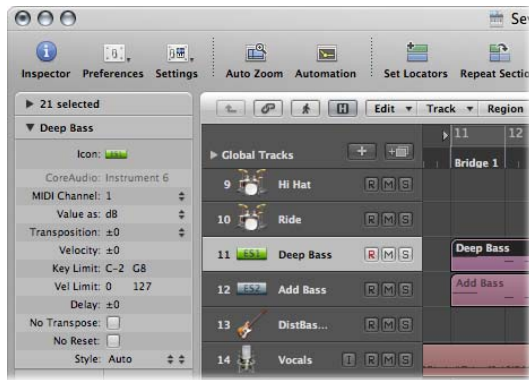 Se
Inspector Preferences Settings Auto Zoom Automation Set Locators Repeat Sectio
21 selected
Deep Bass
Icon: ES1
CoreAudio: Instrument 6
MIDI Channel: 1
Value as: dB
Transposition: ±0
Velocity: ±0
Key Limit: C-2 G8
Vel Limit: 0 127
Delay: ±0
No Transpose:
No Reset:
Style: Auto
Edit Track Region
11 12
Global Tracks
Bridge 1
9 Hi Hat R M S
10 Ride R M S
11 ES1 Deep Bass R M S
Deep Bass
12 ES2 Add Bass R M S
Add Bass
13 DistBas... R M S
14 Vocals I R M S